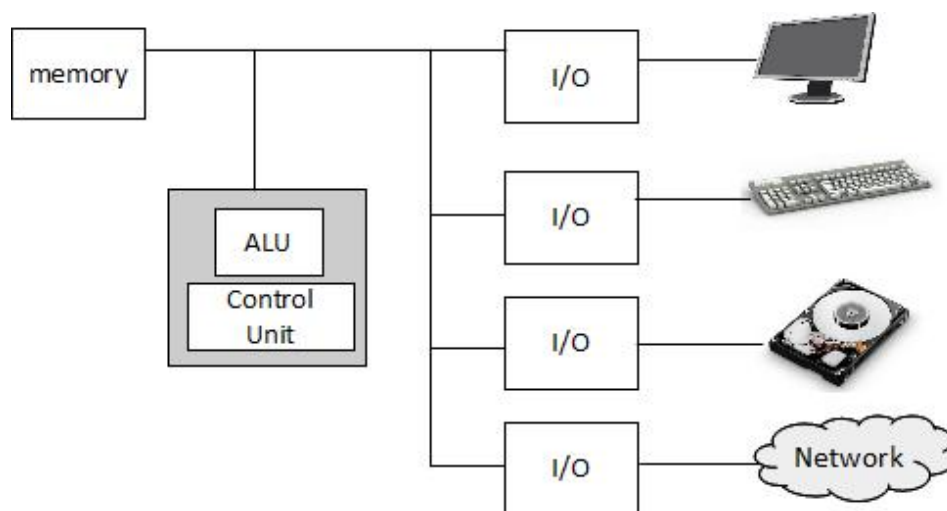 memory
I/O
I/O
ALU
Control
Unit
I/O
I/O
Network